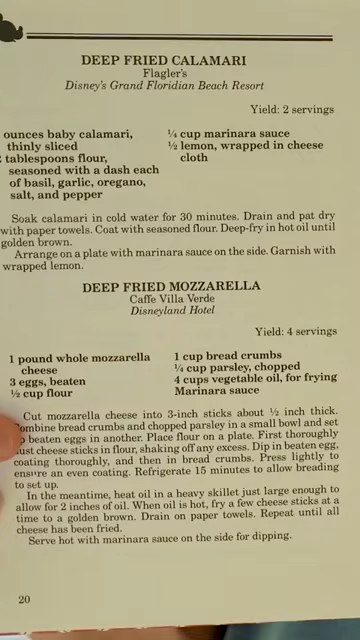 DEEP FRIED CALAMARI
Flagler's
Disney's Grand Floridian Beach Resort
Yield: 2 servings
ounces baby calamari,
thinly sliced
tablespoons flour,
seasoned with a dash each
of basil, garlic, oregano,
salt, and pepper
¼ cup marinara sauce
½ lemon, wrapped in cheese
cloth
Soak calamari in cold water for 30 minutes. Drain and pat dry
with paper towels. Coat with seasoned flour. Deep-fry in hot oil until
golden brown.
Arrange on a plate with marinara sauce on the side. Garnish with
wrapped lemon.
DEEP FRIED MOZZARELLA
Caffe Villa Verde
Disneyland Hotel
Yield: 4 servings
1 pound whole mozzarella
cheese
3 eggs, beaten
½ cup flour
1 cup bread crumbs
¼ cup parsley, chopped
4 cups vegetable oil, for frying
Marinara sauce
Cut mozzarella cheese into 3-inch sticks about ½ inch thick.
Combine bread crumbs and chopped parsley in a small bowl and set
beaten eggs in another. Place flour on a plate. First thoroughly
dust cheese sticks in flour, shaking off any excess. Dip in beaten egg,
coating thoroughly, and then in bread crumbs. Press lightly to
ensure an even coating. Refrigerate 15 minutes to allow breading
to set up.
In the meantime, heat oil in a heavy skillet just large enough to
allow for 2 inches of oil. When oil is hot, fry a few cheese sticks at a
time to a golden brown. Drain on paper towels. Repeat until all
cheese has been fried.
Serve hot with marinara sauce on the side for dipping.
20